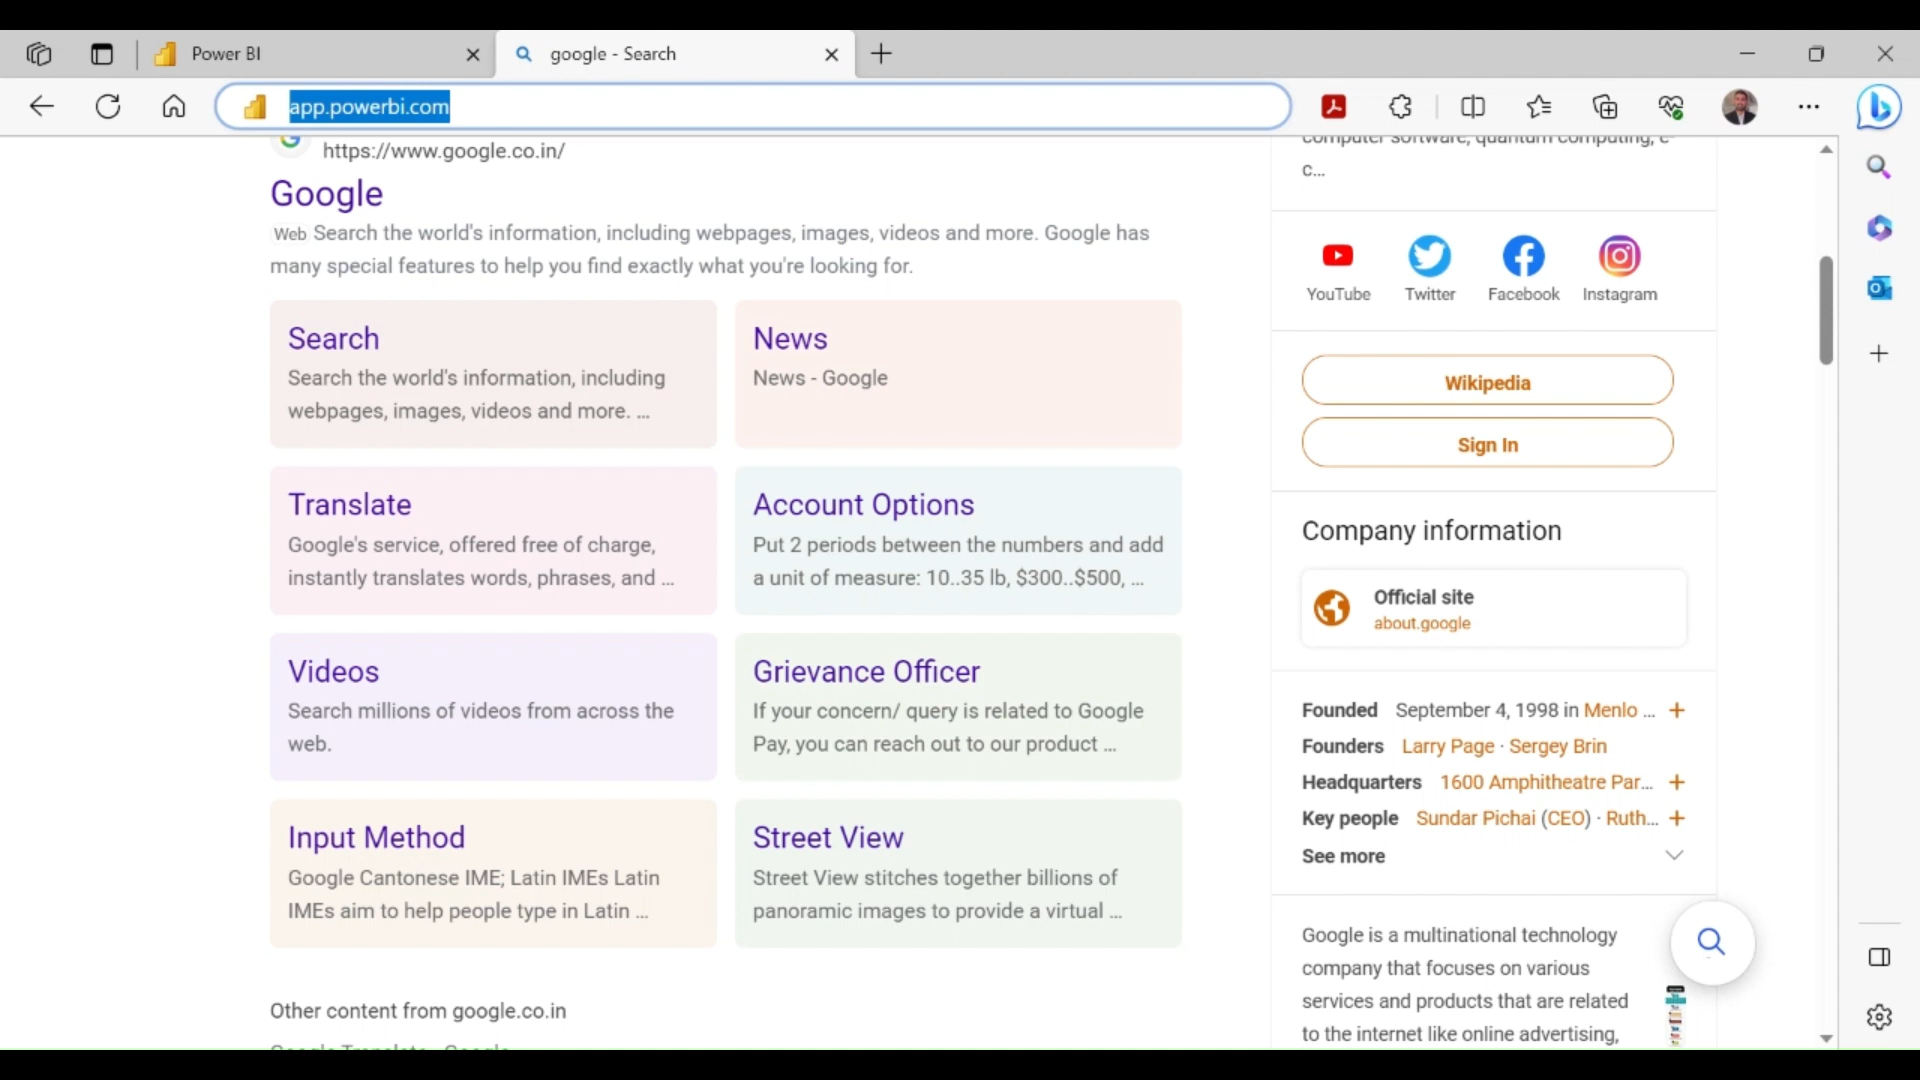 Power BI
google - Search
app.powerbi.com
https://www.google.co.in/
Google
Web Search the world's information, including webpages, images, videos and more. Google has
many special features to help you find exactly what you're looking for.
Search
Search the world's information, including
webpages, images, videos and more. ...
News
News - Google
Translate
Google's service, offered free of charge,
instantly translates words, phrases, and ...
Account Options
Put 2 periods between the numbers and add
a unit of measure: 10..35 lb, $300..$500, ...
Videos
Search millions of videos from across the
web.
Grievance Officer
If your concern/ query is related to Google
Pay, you can reach out to our product ...
Input Method
Google Cantonese IME; Latin IMEs Latin
IMEs aim to help people type in Latin ...
Street View
Street View stitches together billions of
panoramic images to provide a virtual ...
Other content from google.co.in
Google Translate - Google
computer software, quantum computing, e-
c...
YouTube
Twitter
Facebook
Instagram
Wikipedia
Sign In
Company information
Official site
about.google
Founded September 4, 1998 in Menlo ...
Founders Larry Page · Sergey Brin
Headquarters 1600 Amphitheatre Par...
Key people Sundar Pichai (CEO) · Ruth...
See more
Google is a multinational technology
company that focuses on various
services and products that are related
to the internet like online advertising,